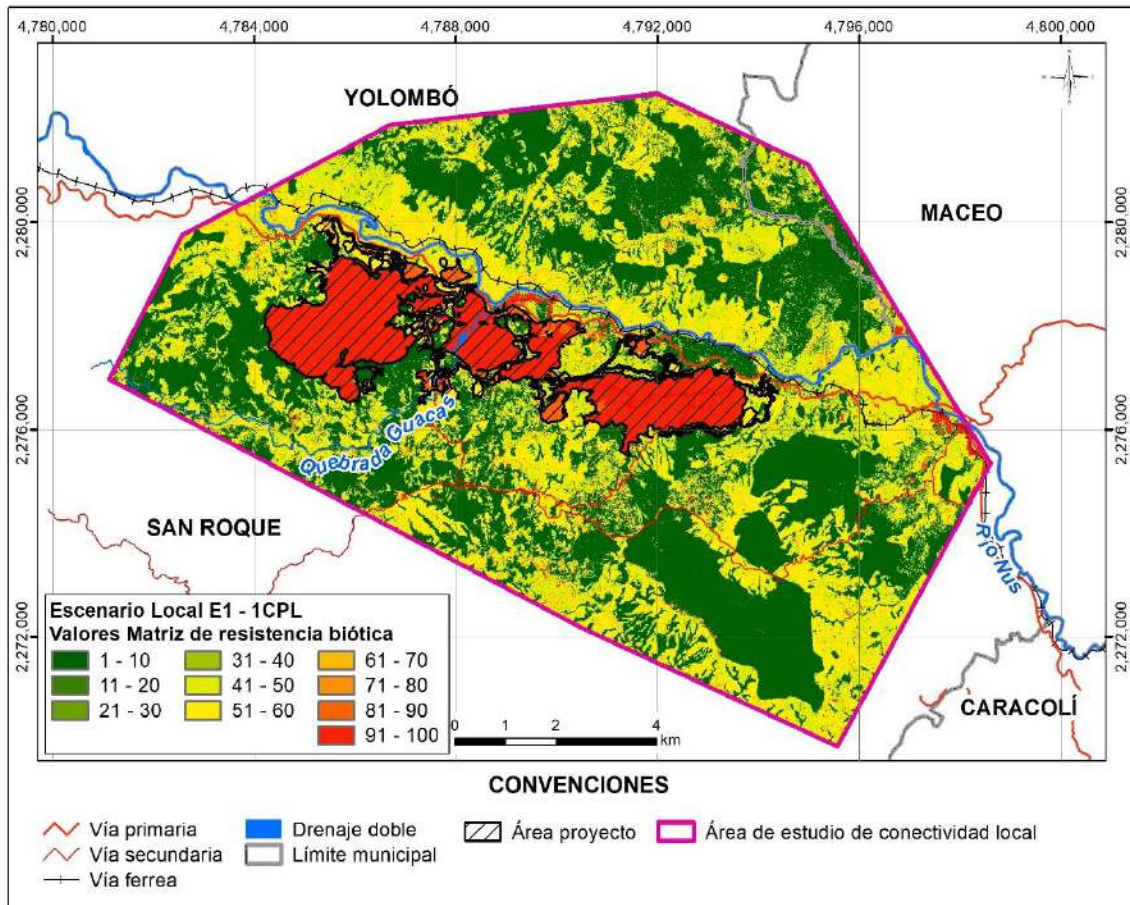 4,780,000 4,784,000 4,788,000 4,792,000 4,796,000 4,800,000
YOLOMBÓ
MACEO
2,280,000 2,280,000
2,276,000 2,276,000
Quebrada Guacas
SAN ROQUE
Río Nus
2,272,000 2,272,000
CARACOLÍ
Escenario Local E1 - 1CPL
Valores Matriz de resistencia biótica
1 - 10 31 - 40 61 - 70
11 - 20 41 - 50 71 - 80
21 - 30 51 - 60 81 - 90
91 - 100
0 1 2 4
km
CONVENCIONES
Vía primaria Drenaje doble Área proyecto Área de estudio de conectividad local
Vía secundaria Límite municipal
Vía ferrea